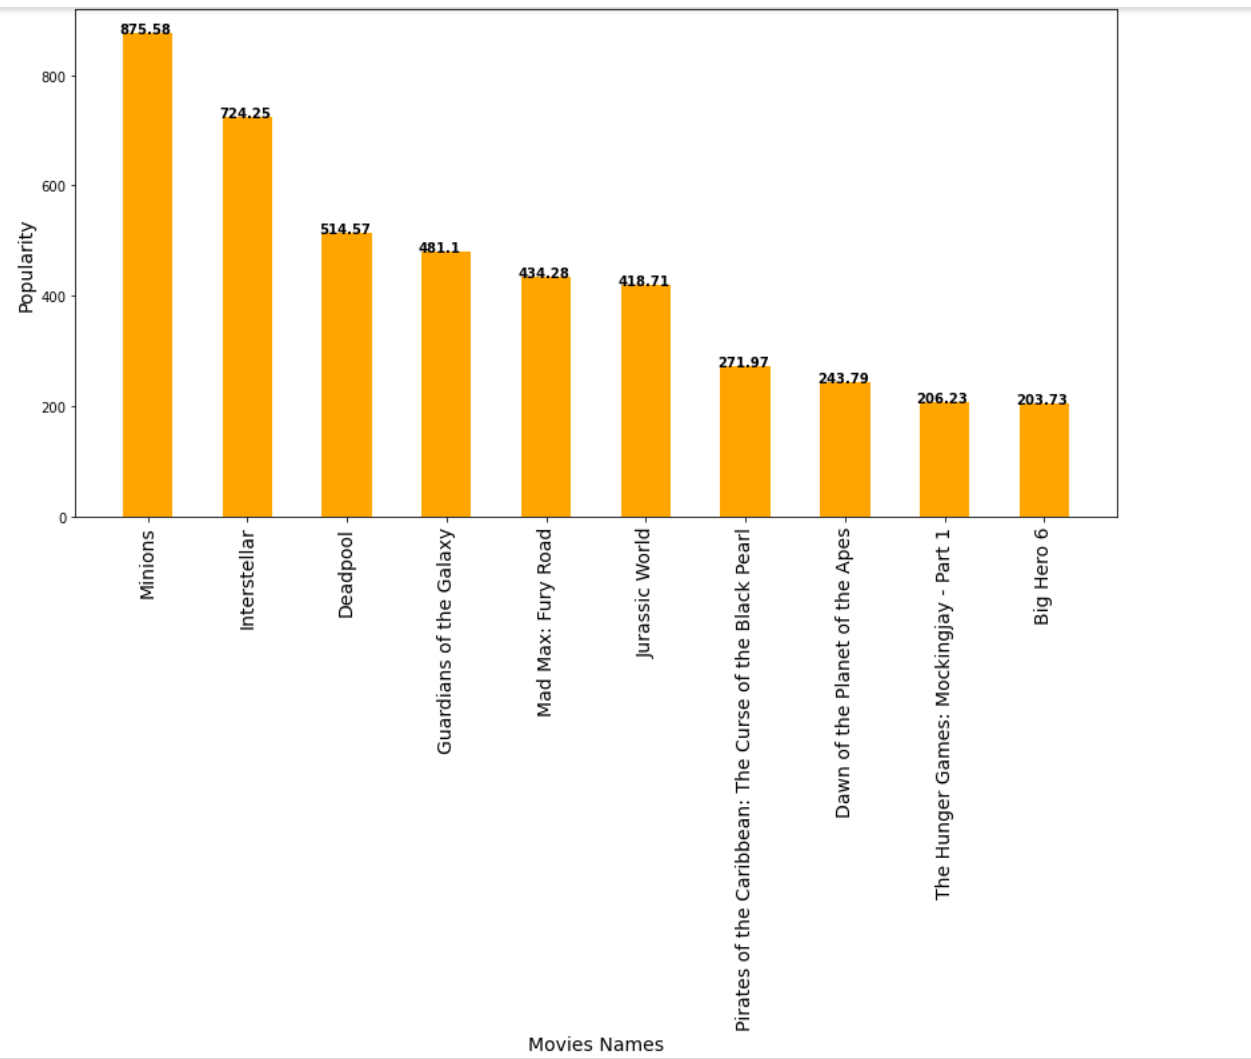 875.58
724.25
514.57
481.1
434.28
418.71
271.97
243.79
206.23
203.73
800
600
400
200
0
Popularity
Minions
Interstellar
Deadpool
Guardians of the Galaxy
Mad Max: Fury Road
Jurassic World
Pirates of the Caribbean: The Curse of the Black Pearl
Dawn of the Planet of the Apes
The Hunger Games: Mockingjay - Part 1
Big Hero 6
Movies Names